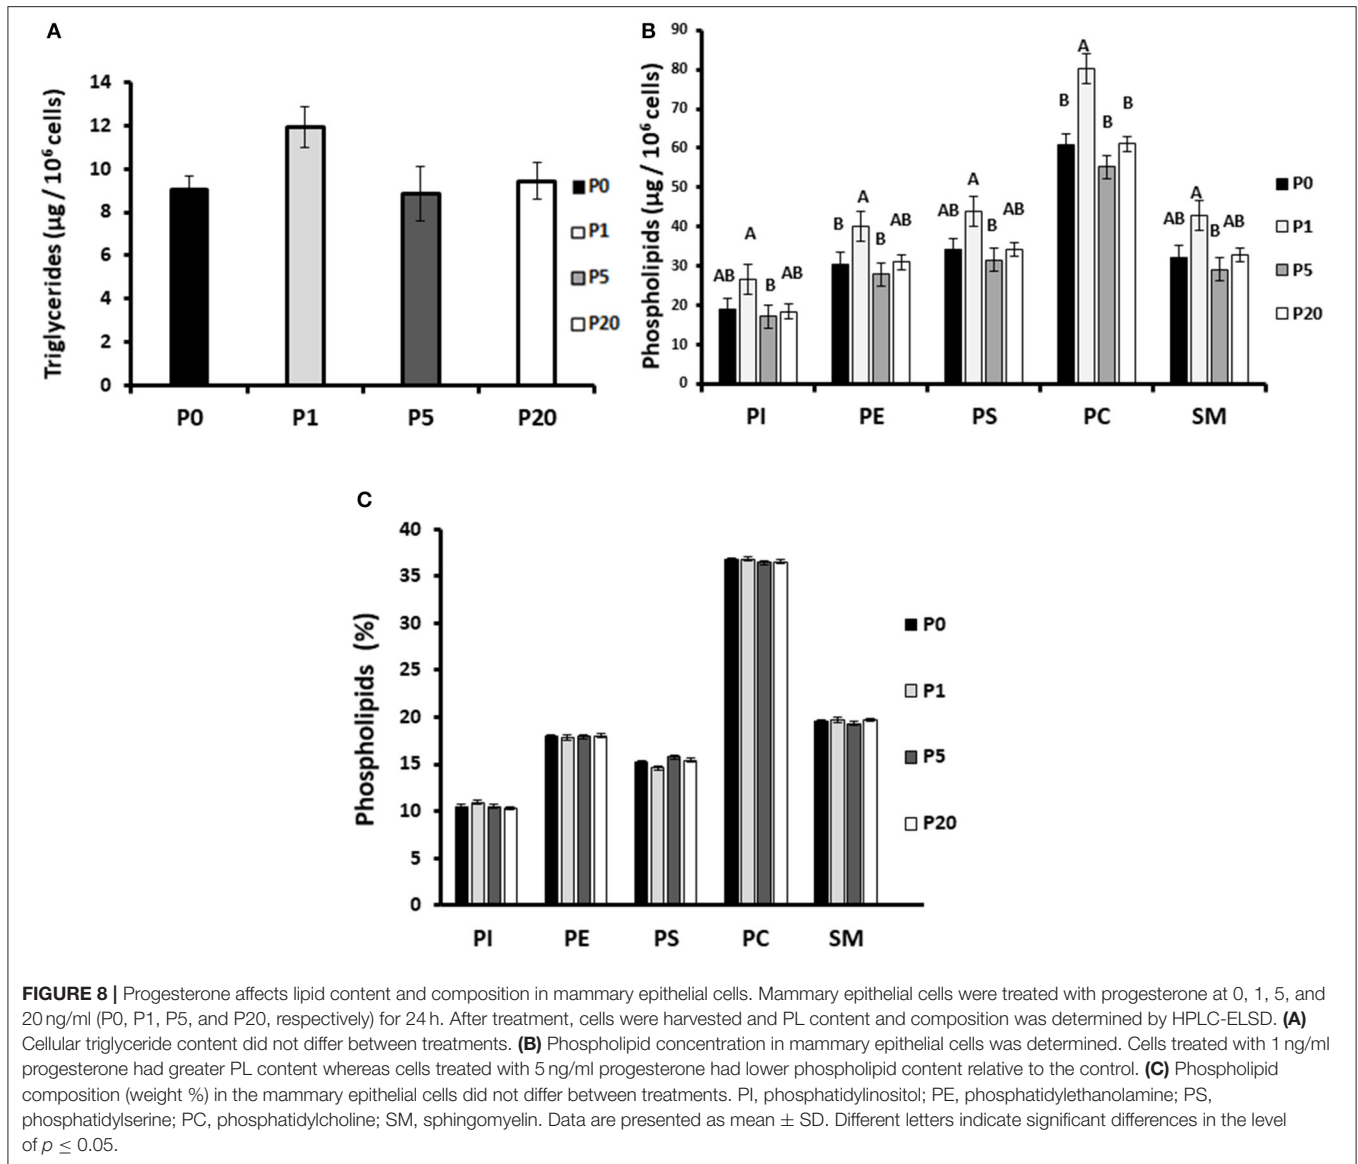 A
Triglycerides (µg / 10⁶ cells)
14
12
10
8
6
4
2
0
P0 P1 P5 P20
P0
P1
P5
P20
B
Phospholipids (µg / 10⁶ cells)
90
80
70
60
50
40
30
20
10
0
AB A B AB
B A B AB
AB A B AB
B A B B
AB A B AB
PI PE PS PC SM
P0
P1
P5
P20
C
Phospholipids (%)
40
35
30
25
20
15
10
5
0
PI PE PS PC SM
P0
P1
P5
P20
FIGURE 8 | Progesterone affects lipid content and composition in mammary epithelial cells. Mammary epithelial cells were treated with progesterone at 0, 1, 5, and
20 ng/ml (P0, P1, P5, and P20, respectively) for 24 h. After treatment, cells were harvested and PL content and composition was determined by HPLC-ELSD. (A)
Cellular triglyceride content did not differ between treatments. (B) Phospholipid concentration in mammary epithelial cells was determined. Cells treated with 1 ng/ml
progesterone had greater PL content whereas cells treated with 5 ng/ml progesterone had lower phospholipid content relative to the control. (C) Phospholipid
composition (weight %) in the mammary epithelial cells did not differ between treatments. PI, phosphatidylinositol; PE, phosphatidylethanolamine; PS,
phosphatidylserine; PC, phosphatidylcholine; SM, sphingomyelin. Data are presented as mean ± SD. Different letters indicate significant differences in the level
of p ≤ 0.05.